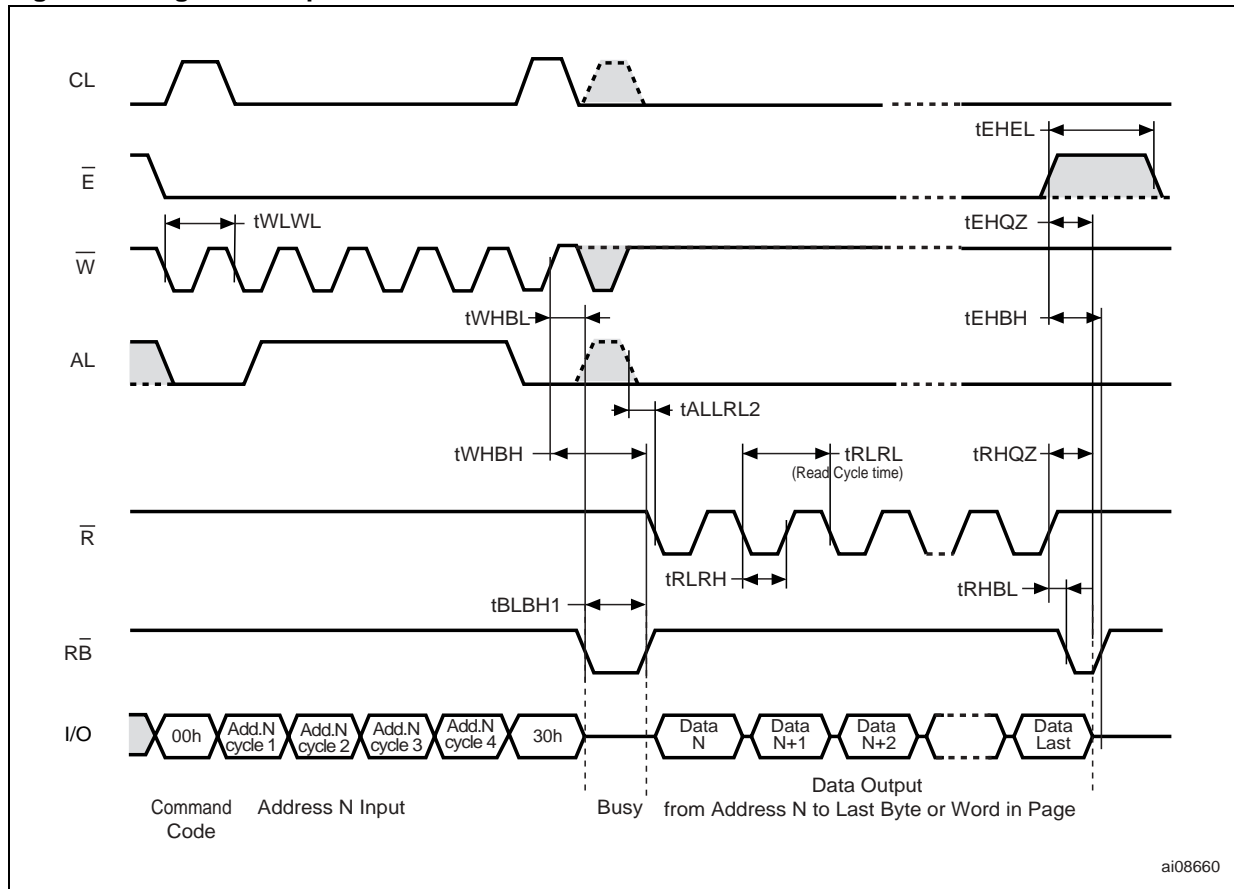 CL
tEHEL
E
tWLWL
tEHQZ
W
tWHBL
tEHBH
AL
tALLRL2
tWHBH
tRLRL
tRHQZ
(Read Cycle time)
R
tRLRH
tRHBL
tBLBH1
RB
I/O
00h
Add.N
cycle 1
Add.N
cycle 2
Add.N
cycle 3
Add.N
cycle 4
30h
Data
N
Data
N+1
Data
N+2
Data
Last
Command
Code
Address N Input
Busy
Data Output
from Address N to Last Byte or Word in Page
ai08660